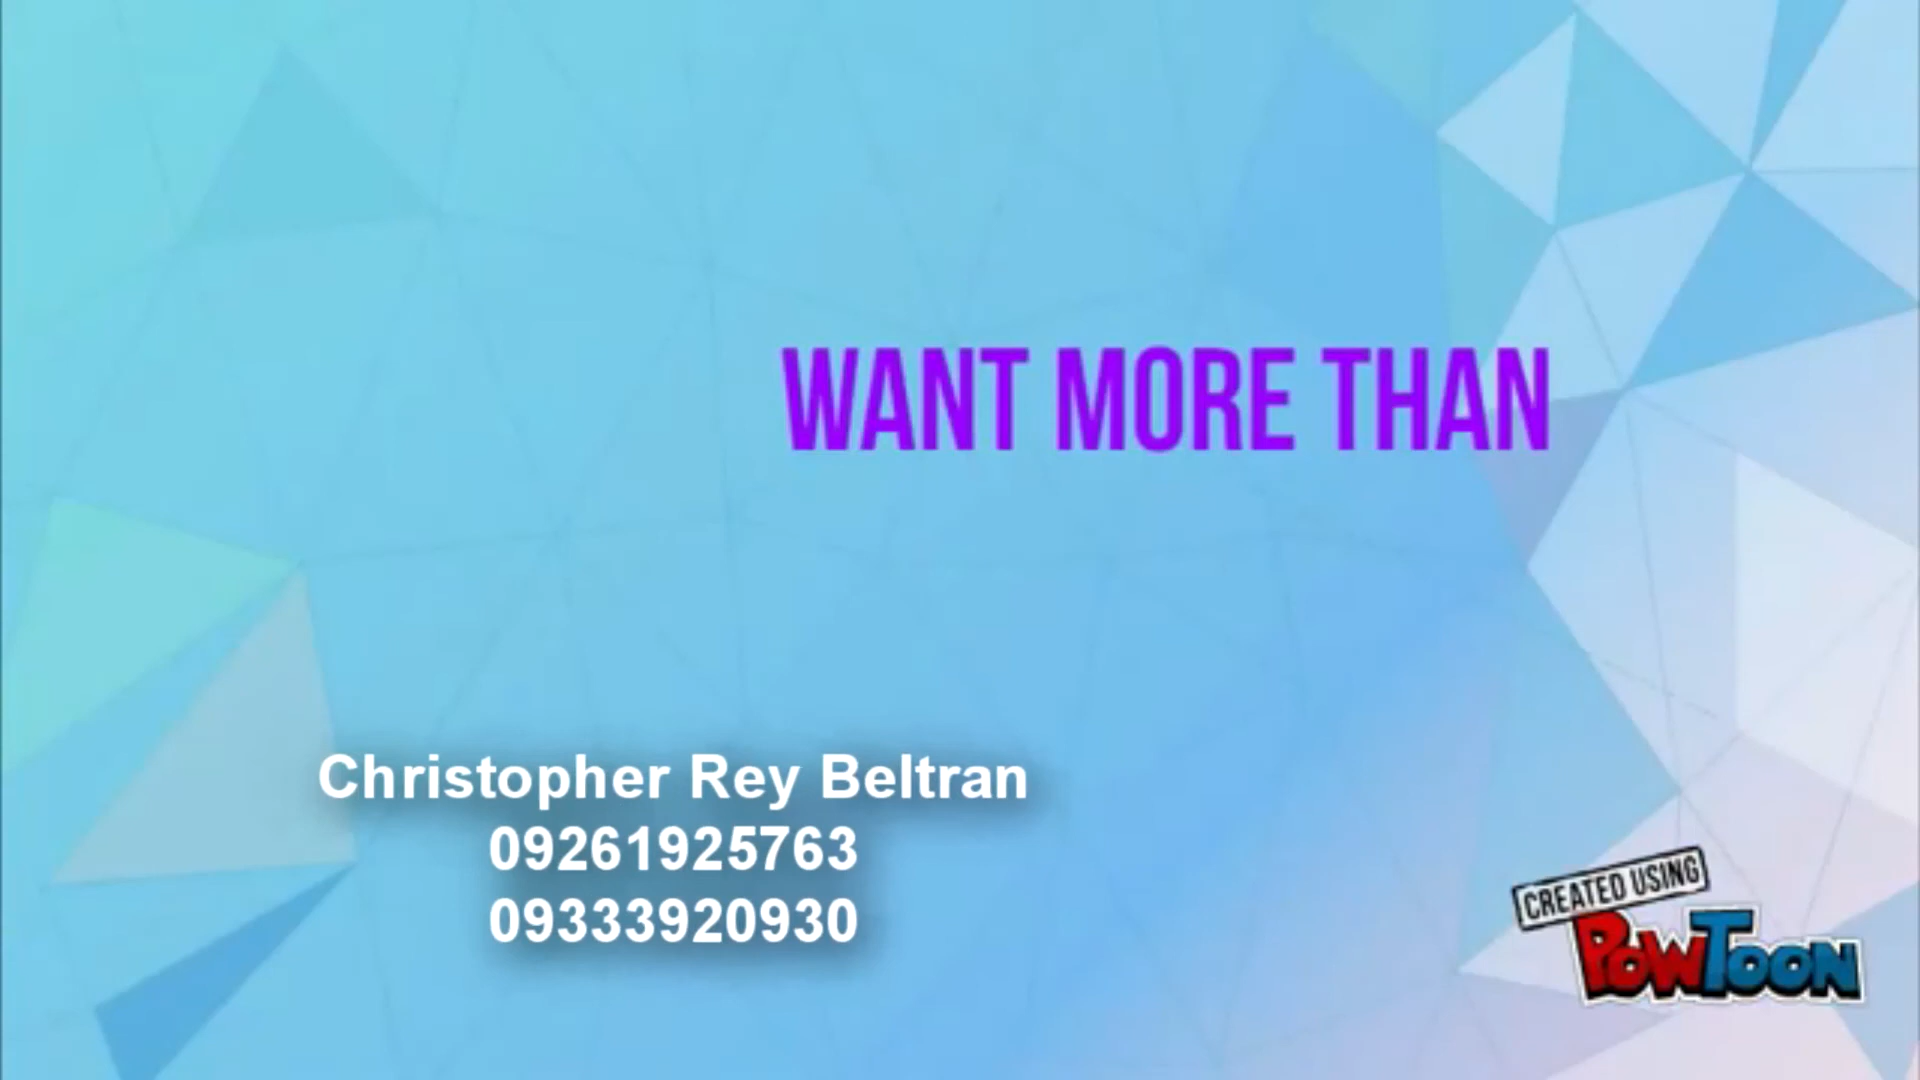 WANT MORE THAN
Christopher Rey Beltran
09261925763
09333920930
CREATED USING
POWTOON